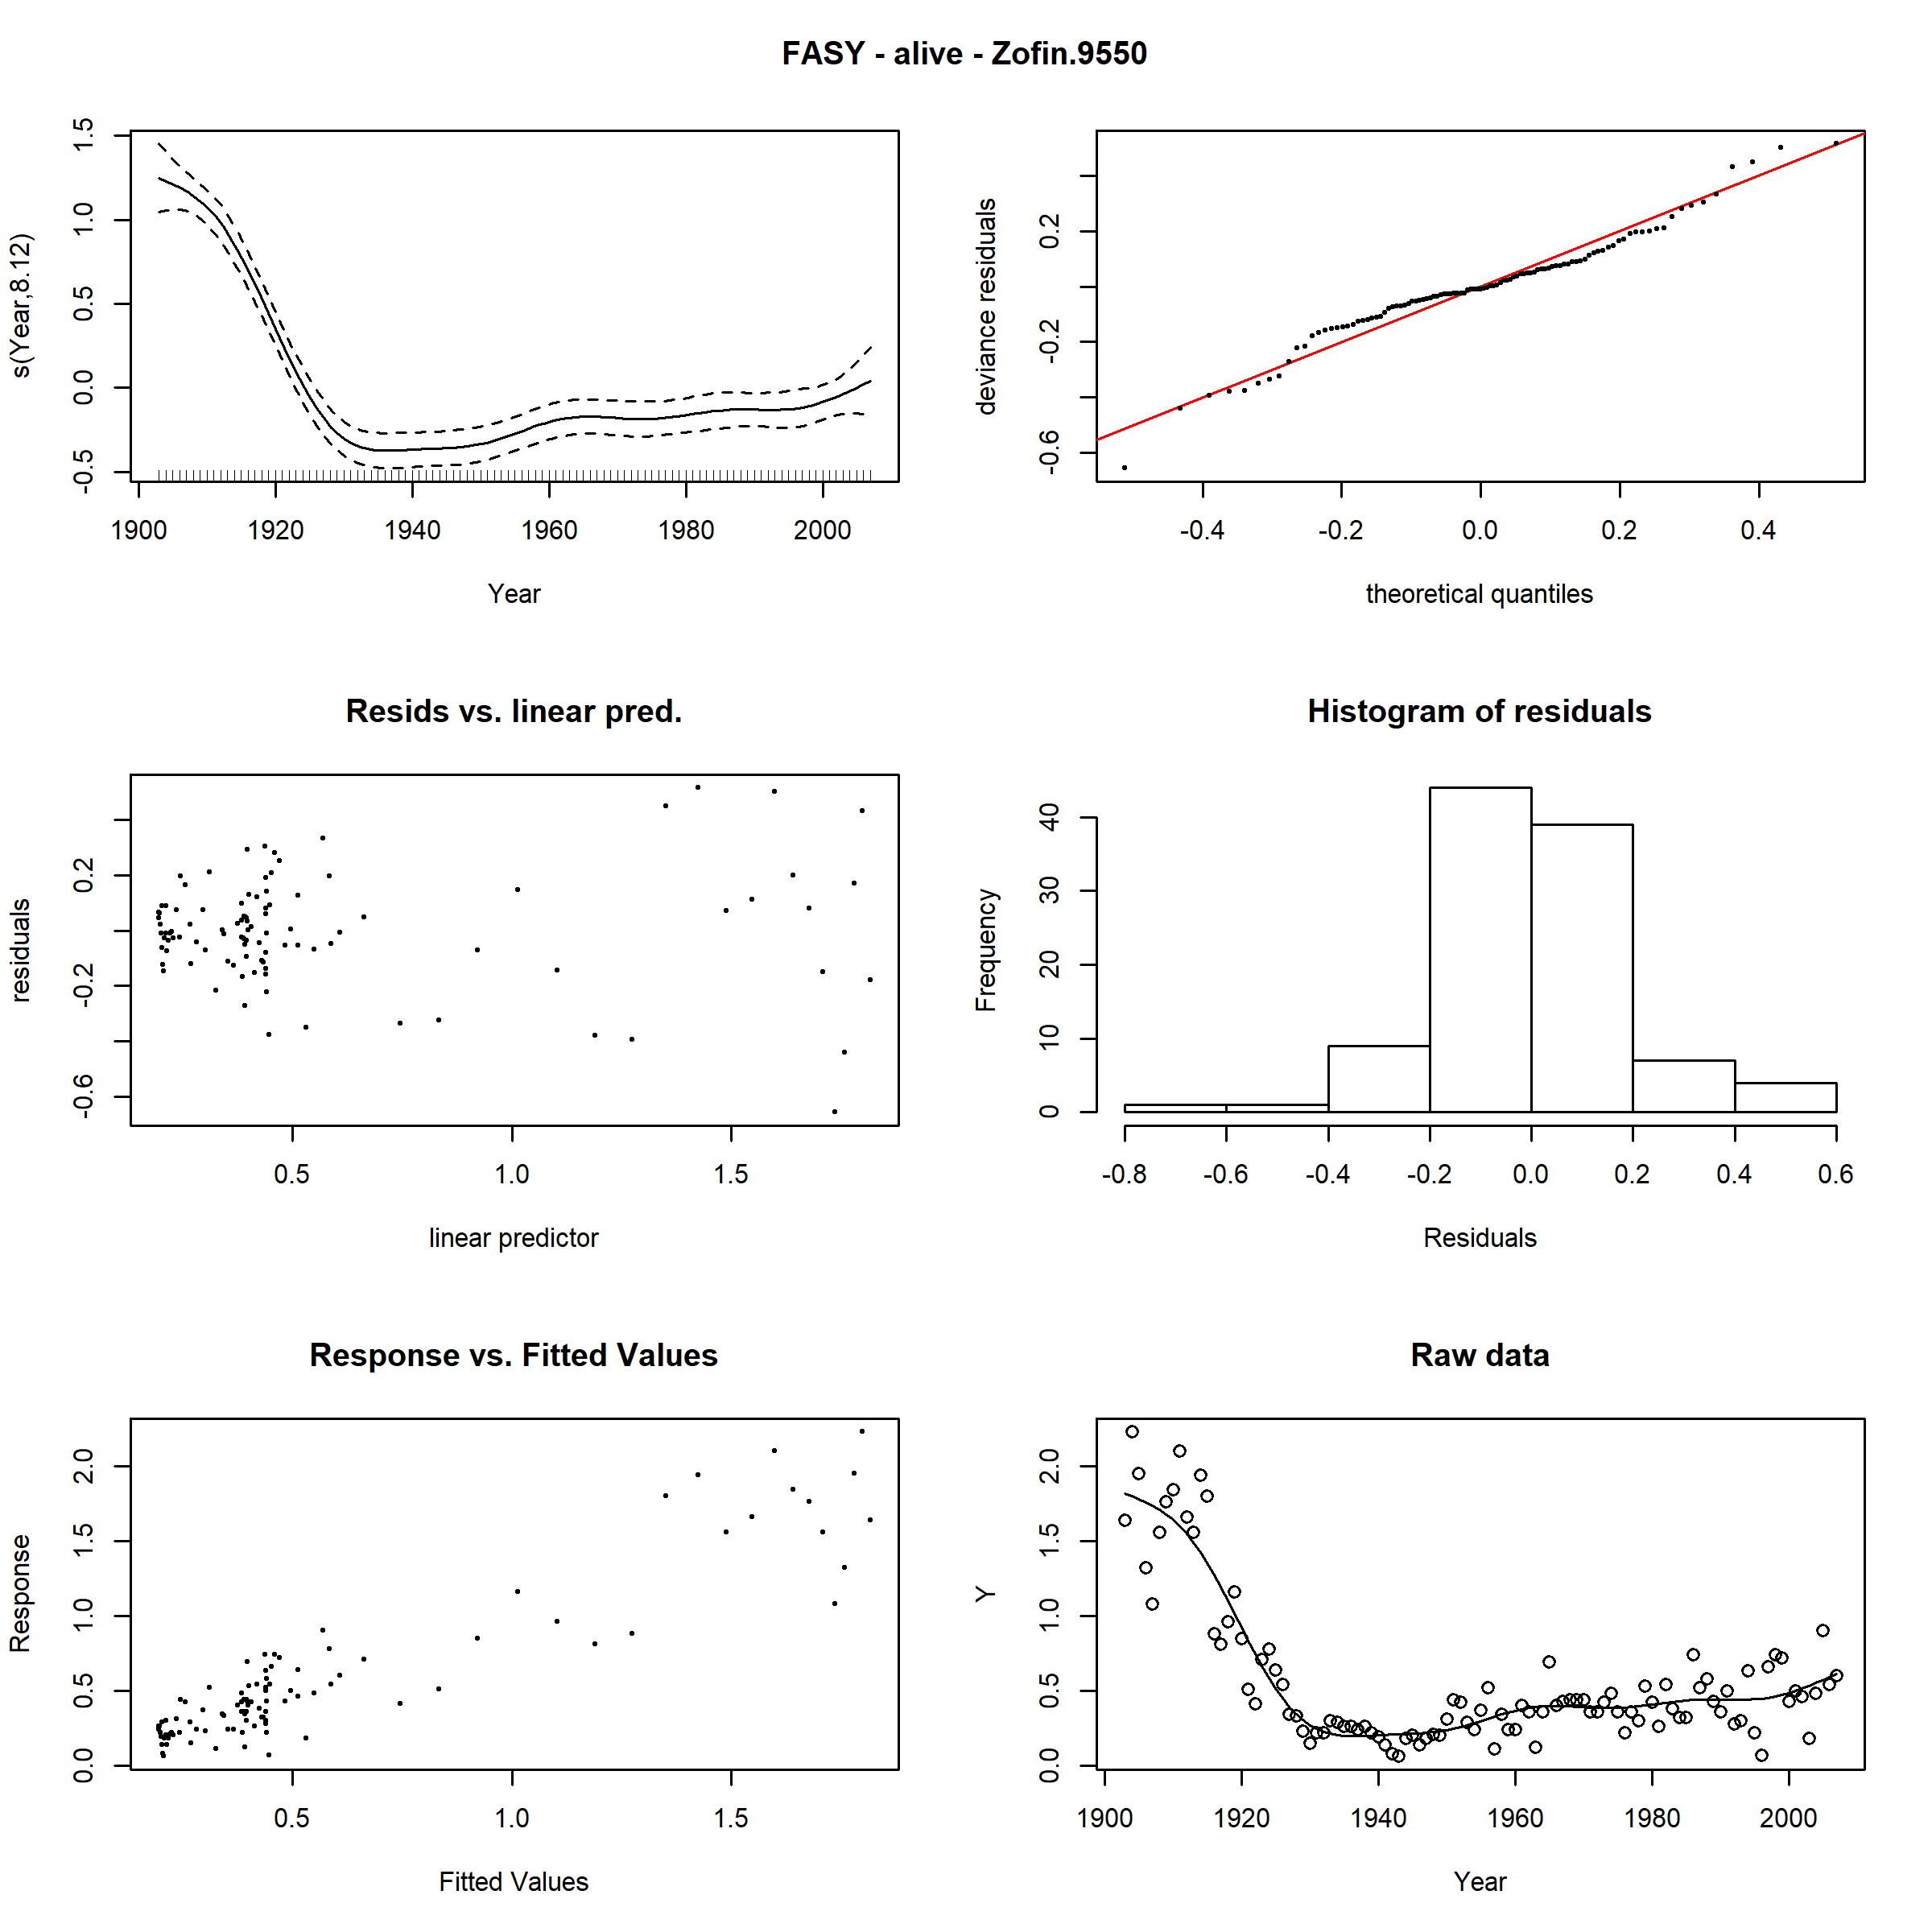 FASY - alive - Zofin.9550
s(Year,8.12)
1.5
1.0
0.5
0.0
-0.5
1900 1920 1940 1960 1980 2000
Year
deviance residuals
0.2
-0.2
-0.6
-0.4 -0.2 0.0 0.2 0.4
theoretical quantiles
Resids vs. linear pred.
residuals
0.2
-0.2
-0.6
0.5 1.0 1.5
linear predictor
Histogram of residuals
Frequency
40
30
20
10
0
-0.8 -0.6 -0.4 -0.2 0.0 0.2 0.4 0.6
Residuals
Response vs. Fitted Values
Response
2.0
1.5
1.0
0.5
0.0
0.5 1.0 1.5
Fitted Values
Raw data
Y
2.0
1.5
1.0
0.5
0.0
1900 1920 1940 1960 1980 2000
Year